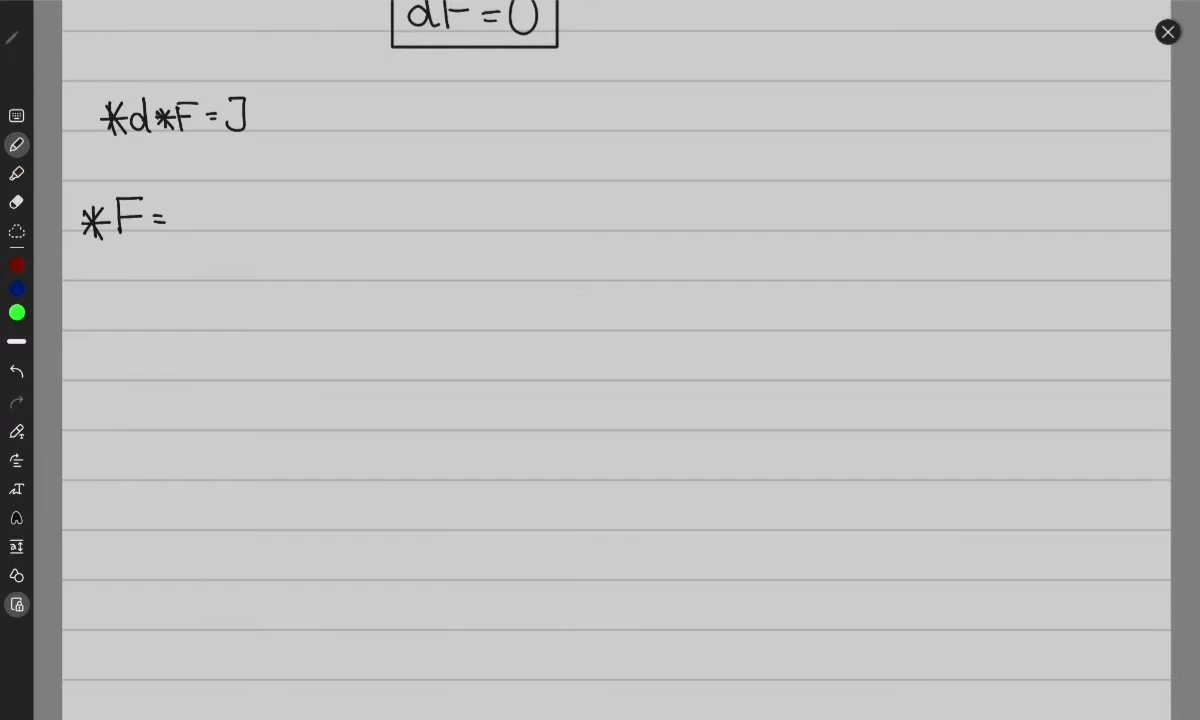 dF = 0
*d*F = J
*F =